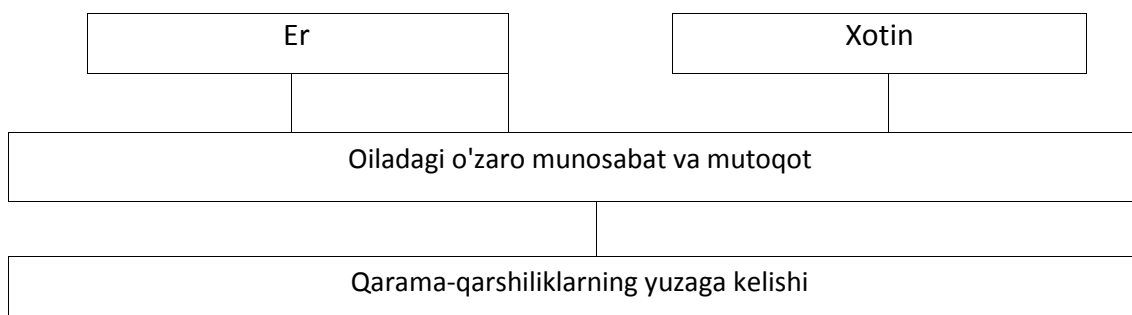 Er
Xotin
Oiladagi o'zaro munosabat va mutoqot
Qarama-qarshiliklarning yuzaga kelishi